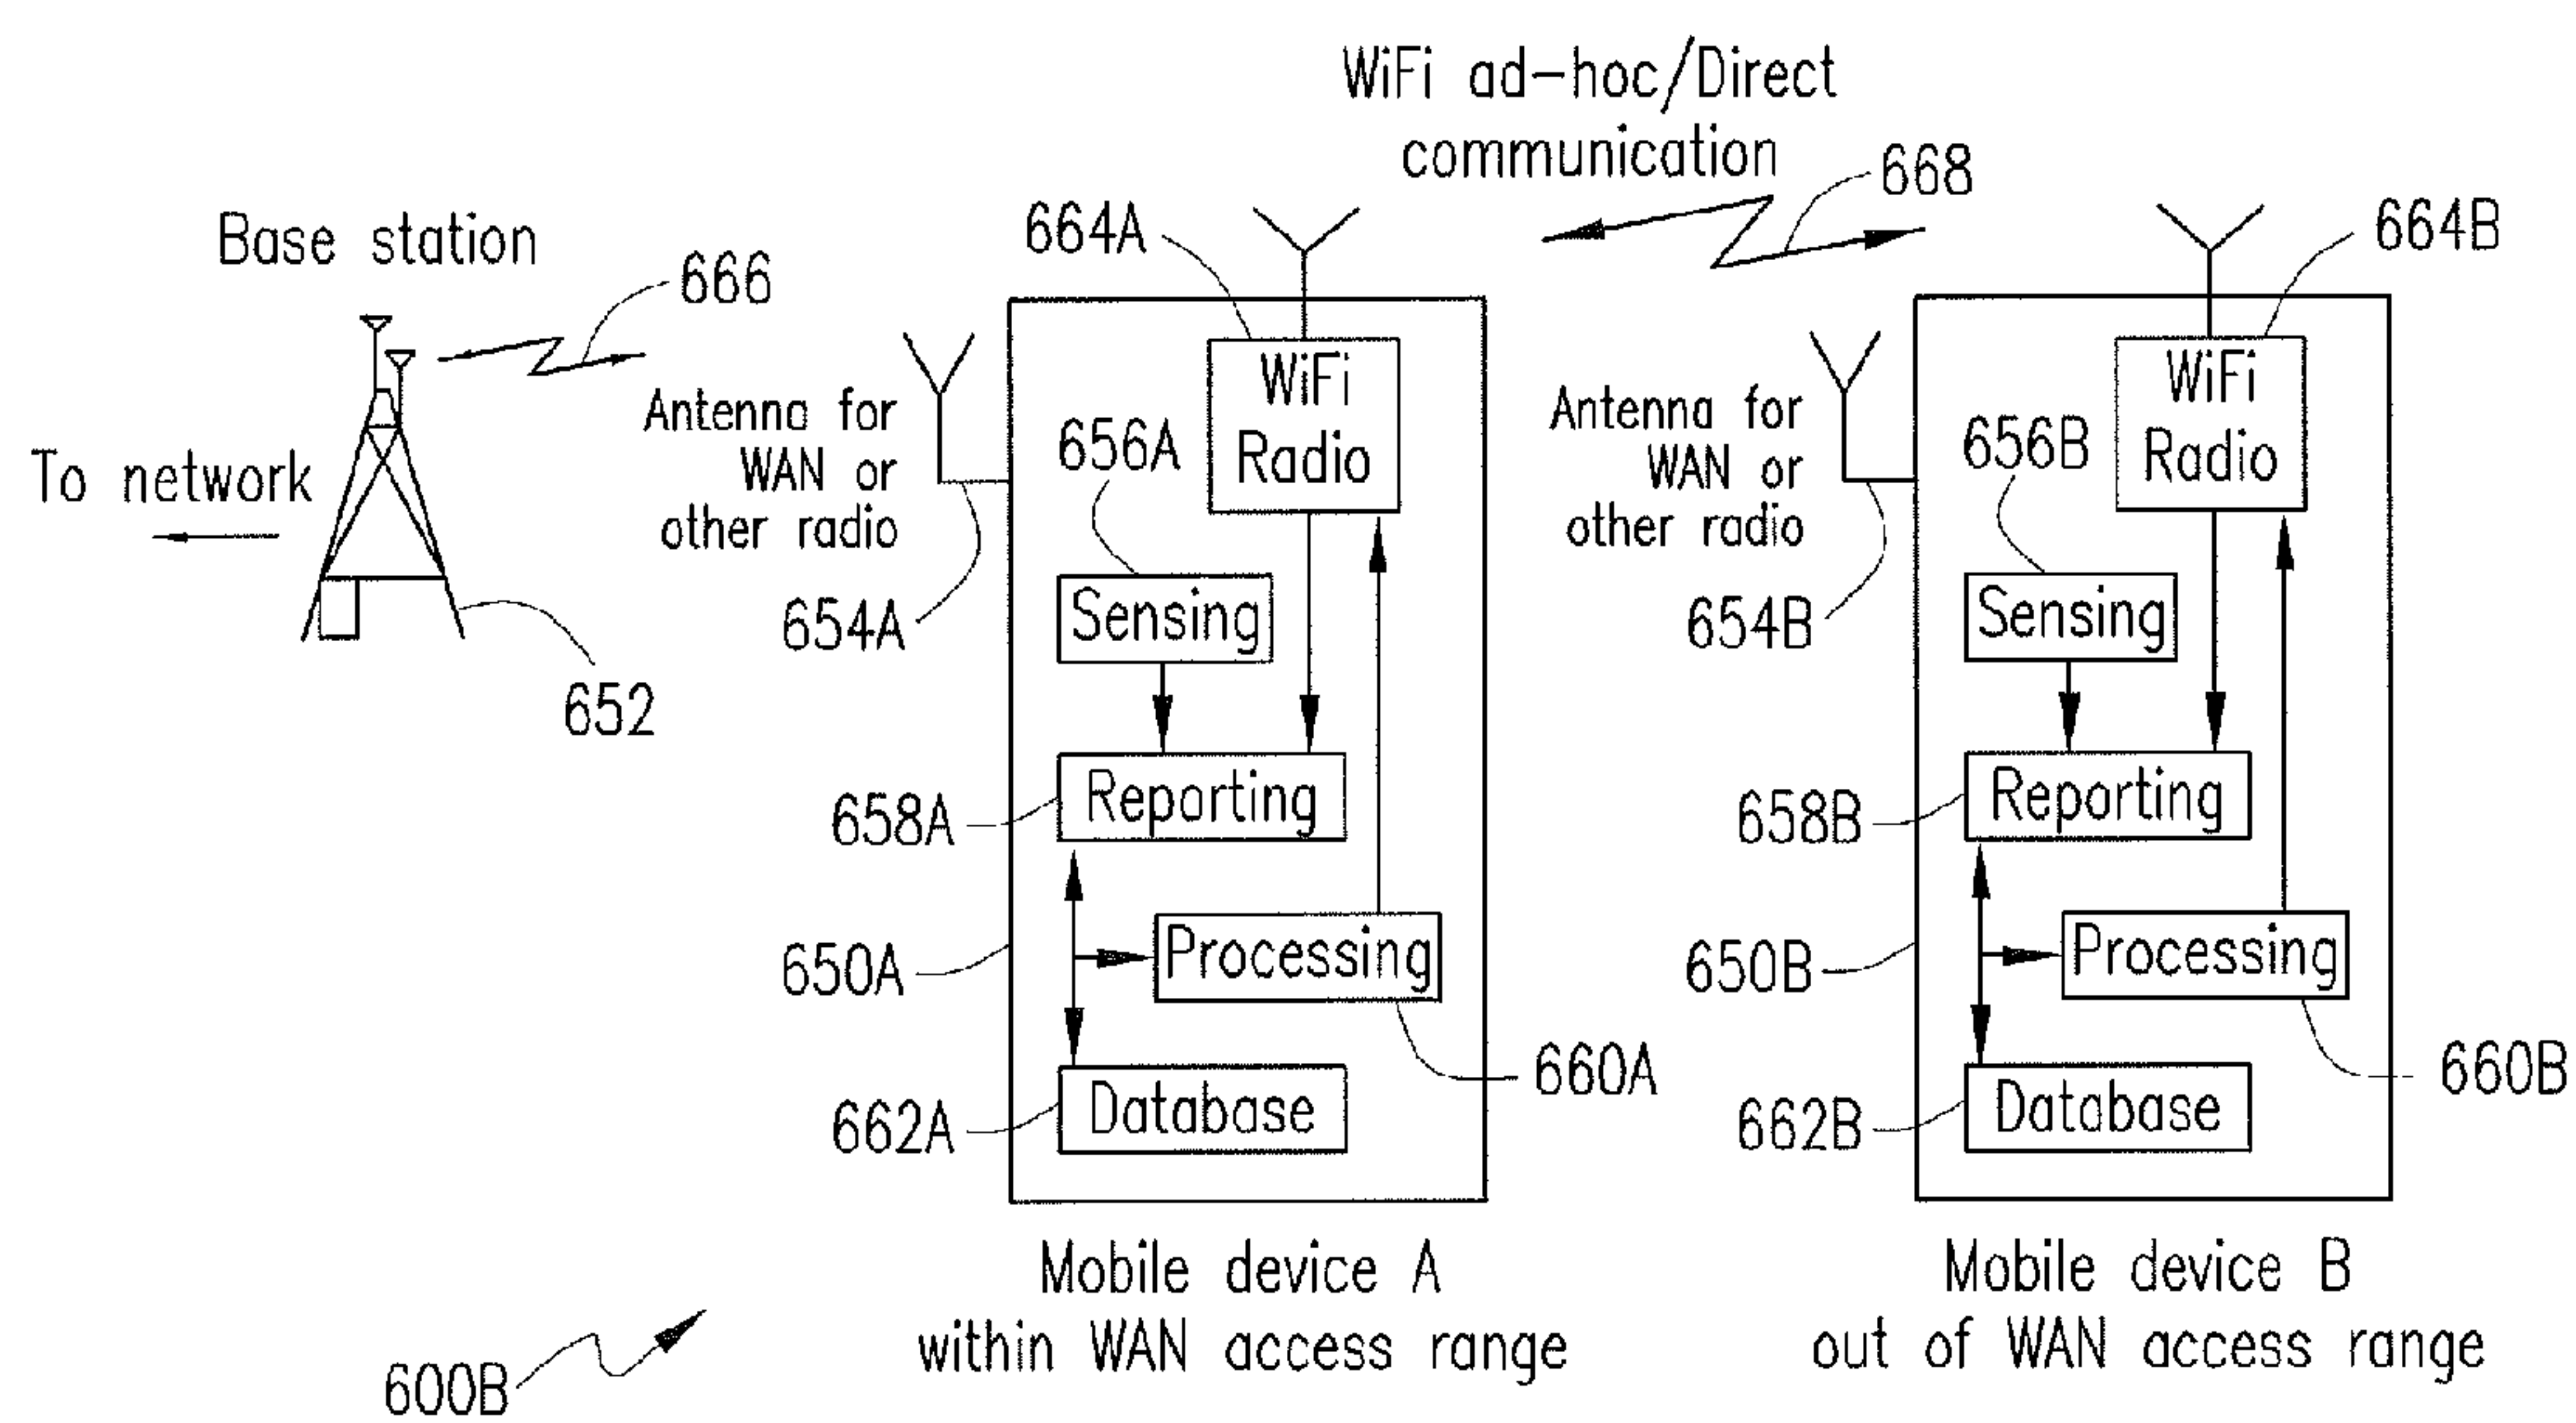 WiFi ad-hoc/Direct
communication
668
Base station
666
To network
652
664A
Antenna for
WAN or
other radio
654A
656A
WiFi
Radio
Sensing
658A
Reporting
650A
Processing
660A
662A
Database
Mobile device A
within WAN access range
664B
Antenna for
WAN or
other radio
654B
656B
WiFi
Radio
Sensing
658B
Reporting
650B
Processing
660B
662B
Database
Mobile device B
out of WAN access range
600B